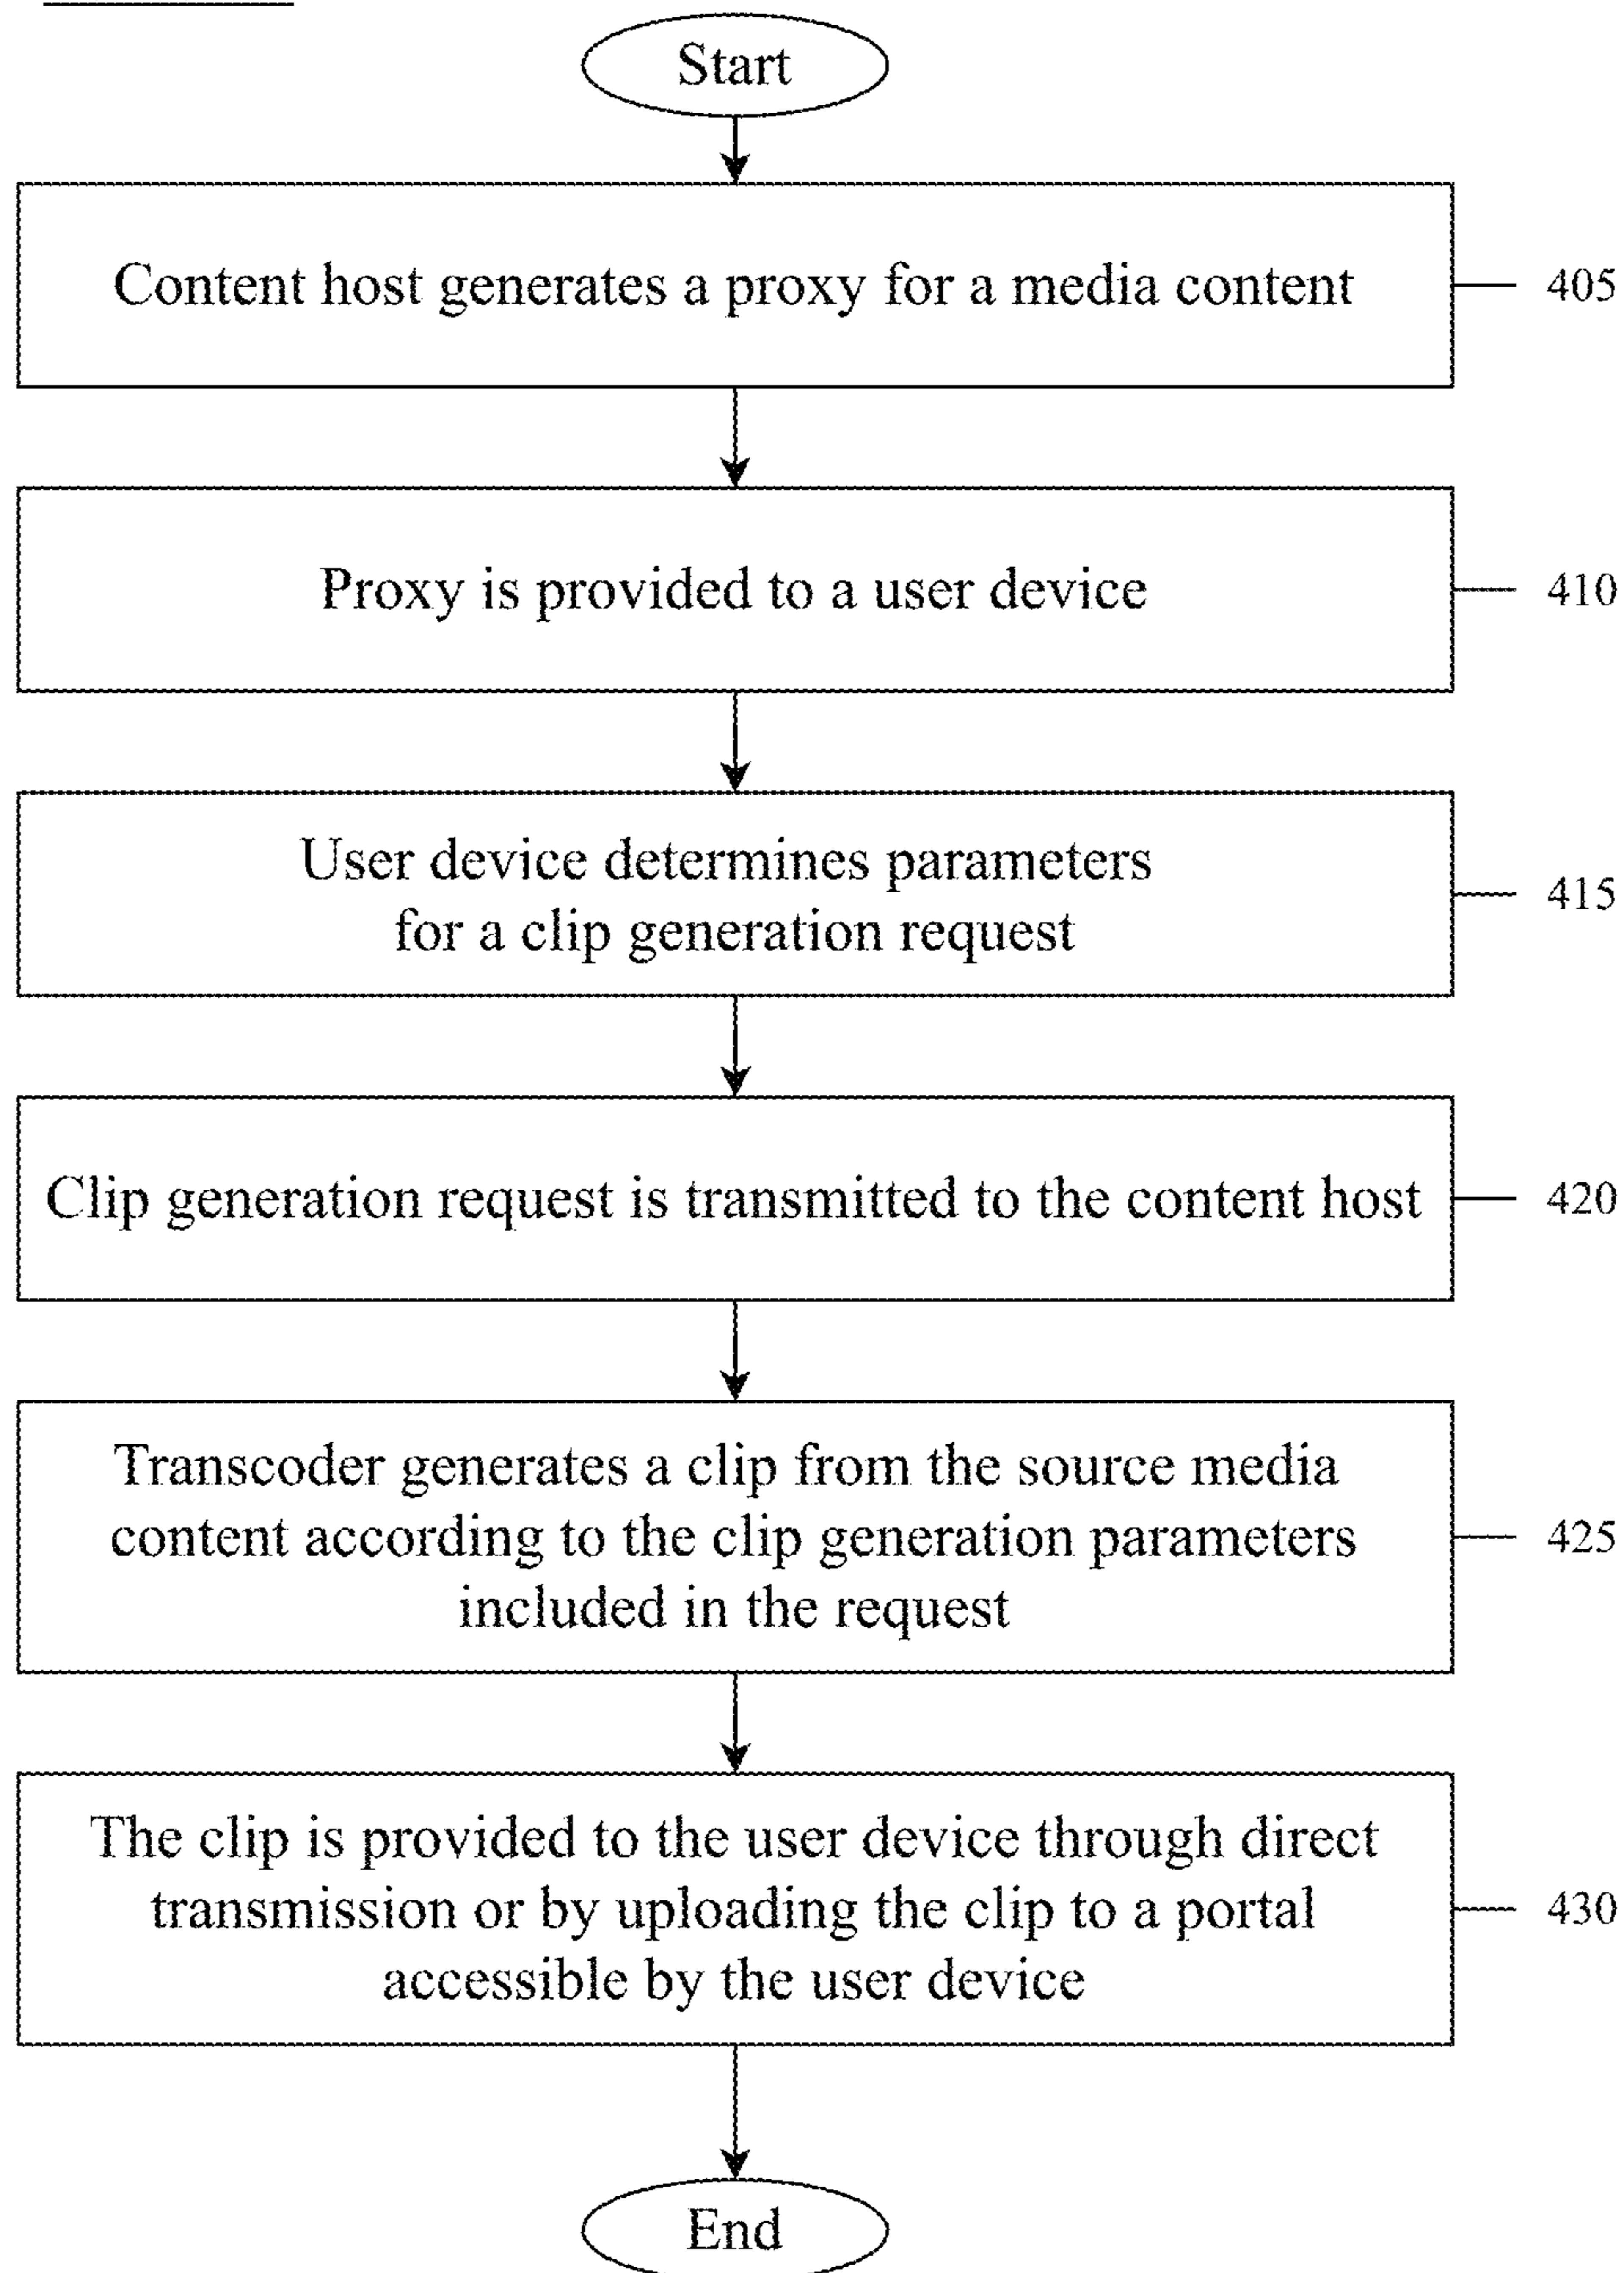 Start
Content host generates a proxy for a media content
405
Proxy is provided to a user device
410
User device determines parameters
for a clip generation request
415
Clip generation request is transmitted to the content host
420
Transcoder generates a clip from the source media
content according to the clip generation parameters
included in the request
425
The clip is provided to the user device through direct
transmission or by uploading the clip to a portal
accessible by the user device
430
End